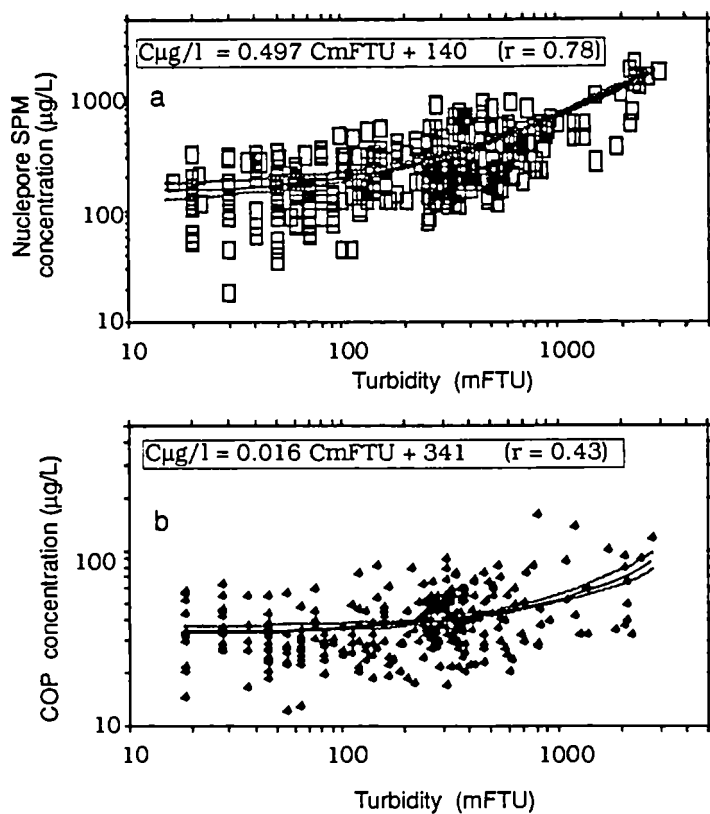 Cµg/l = 0.497 CmFTU + 140 (r = 0.78)
a
Nuclepore SPM
concentration (µg/L)
1000
100
10
10 100 1000
Turbidity (mFTU)
Cµg/l = 0.016 CmFTU + 341 (r = 0.43)
b
COP concentration (µg/L)
100
10
10 100 1000
Turbidity (mFTU)